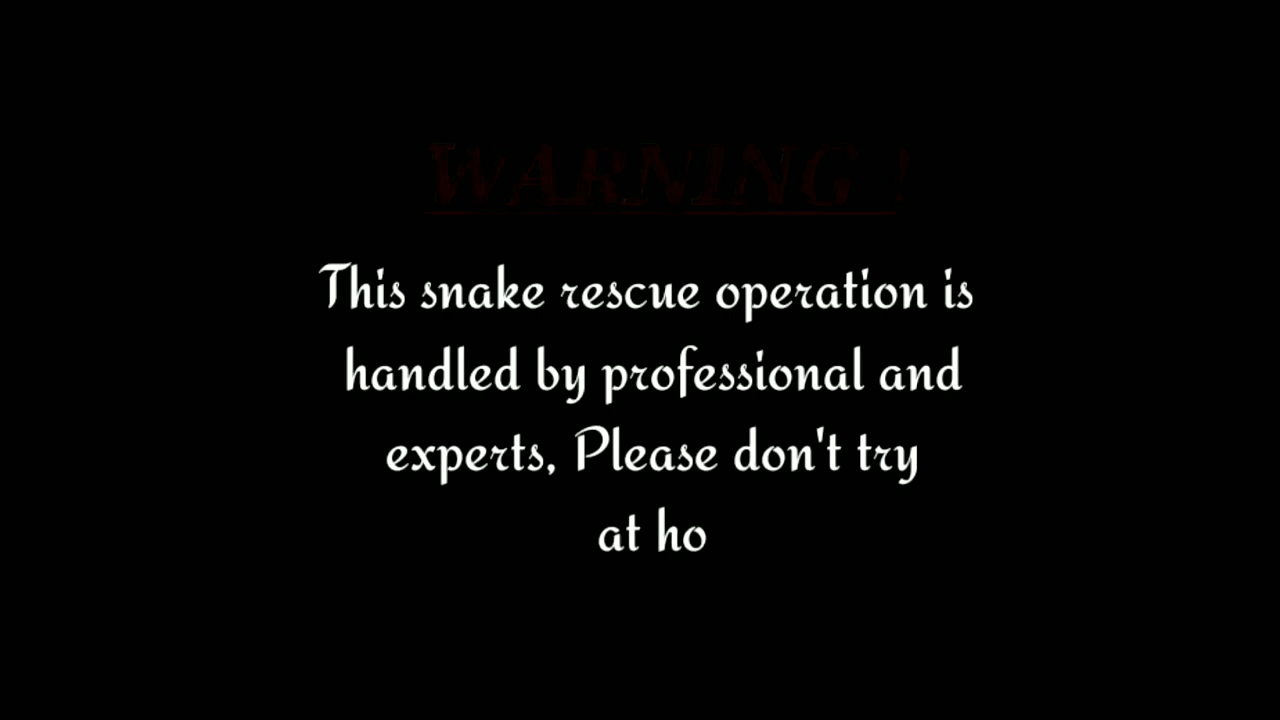 WARNING !
This snake rescue operation is
handled by professional and
experts, Please don't try
at ho